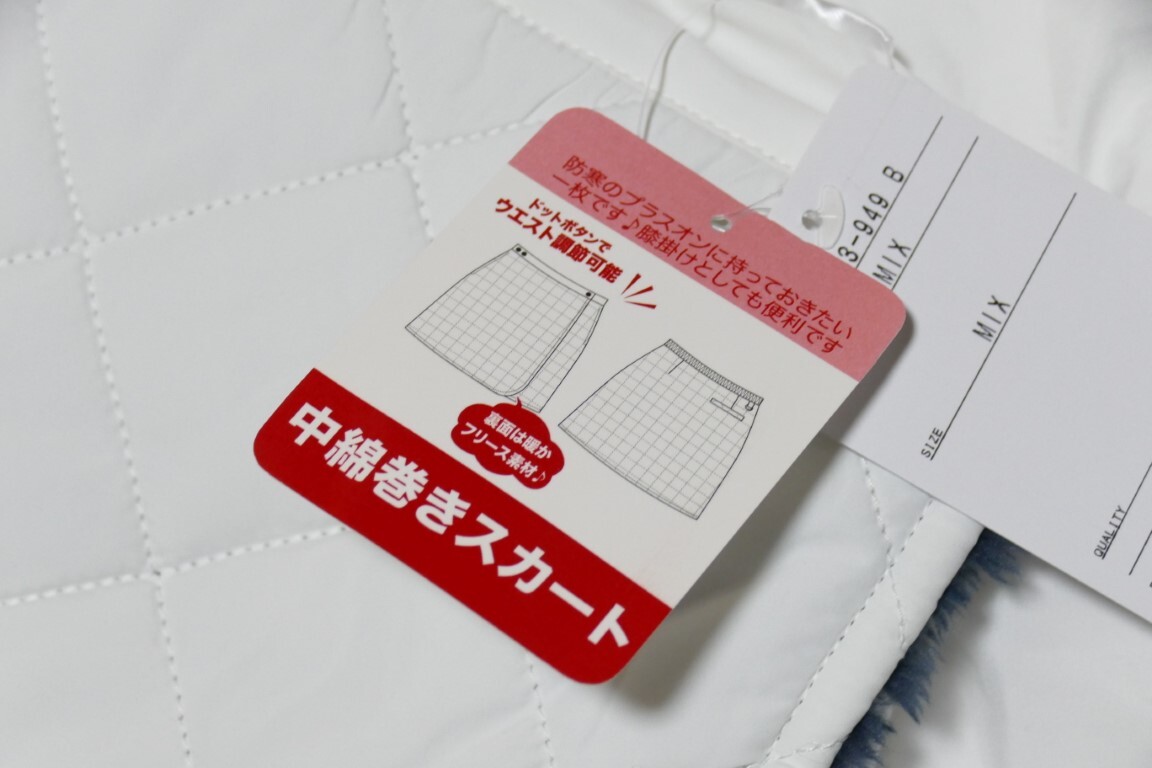 防寒のプラスオンに持っておきたい
一枚です♪膝掛けとしても便利です
ドットボタンで
ウエスト調節可能
裏面は暖か
フリース素材♪
中綿巻きスカート
3-949 B
MIX
MIX
SIZE
QUALITY